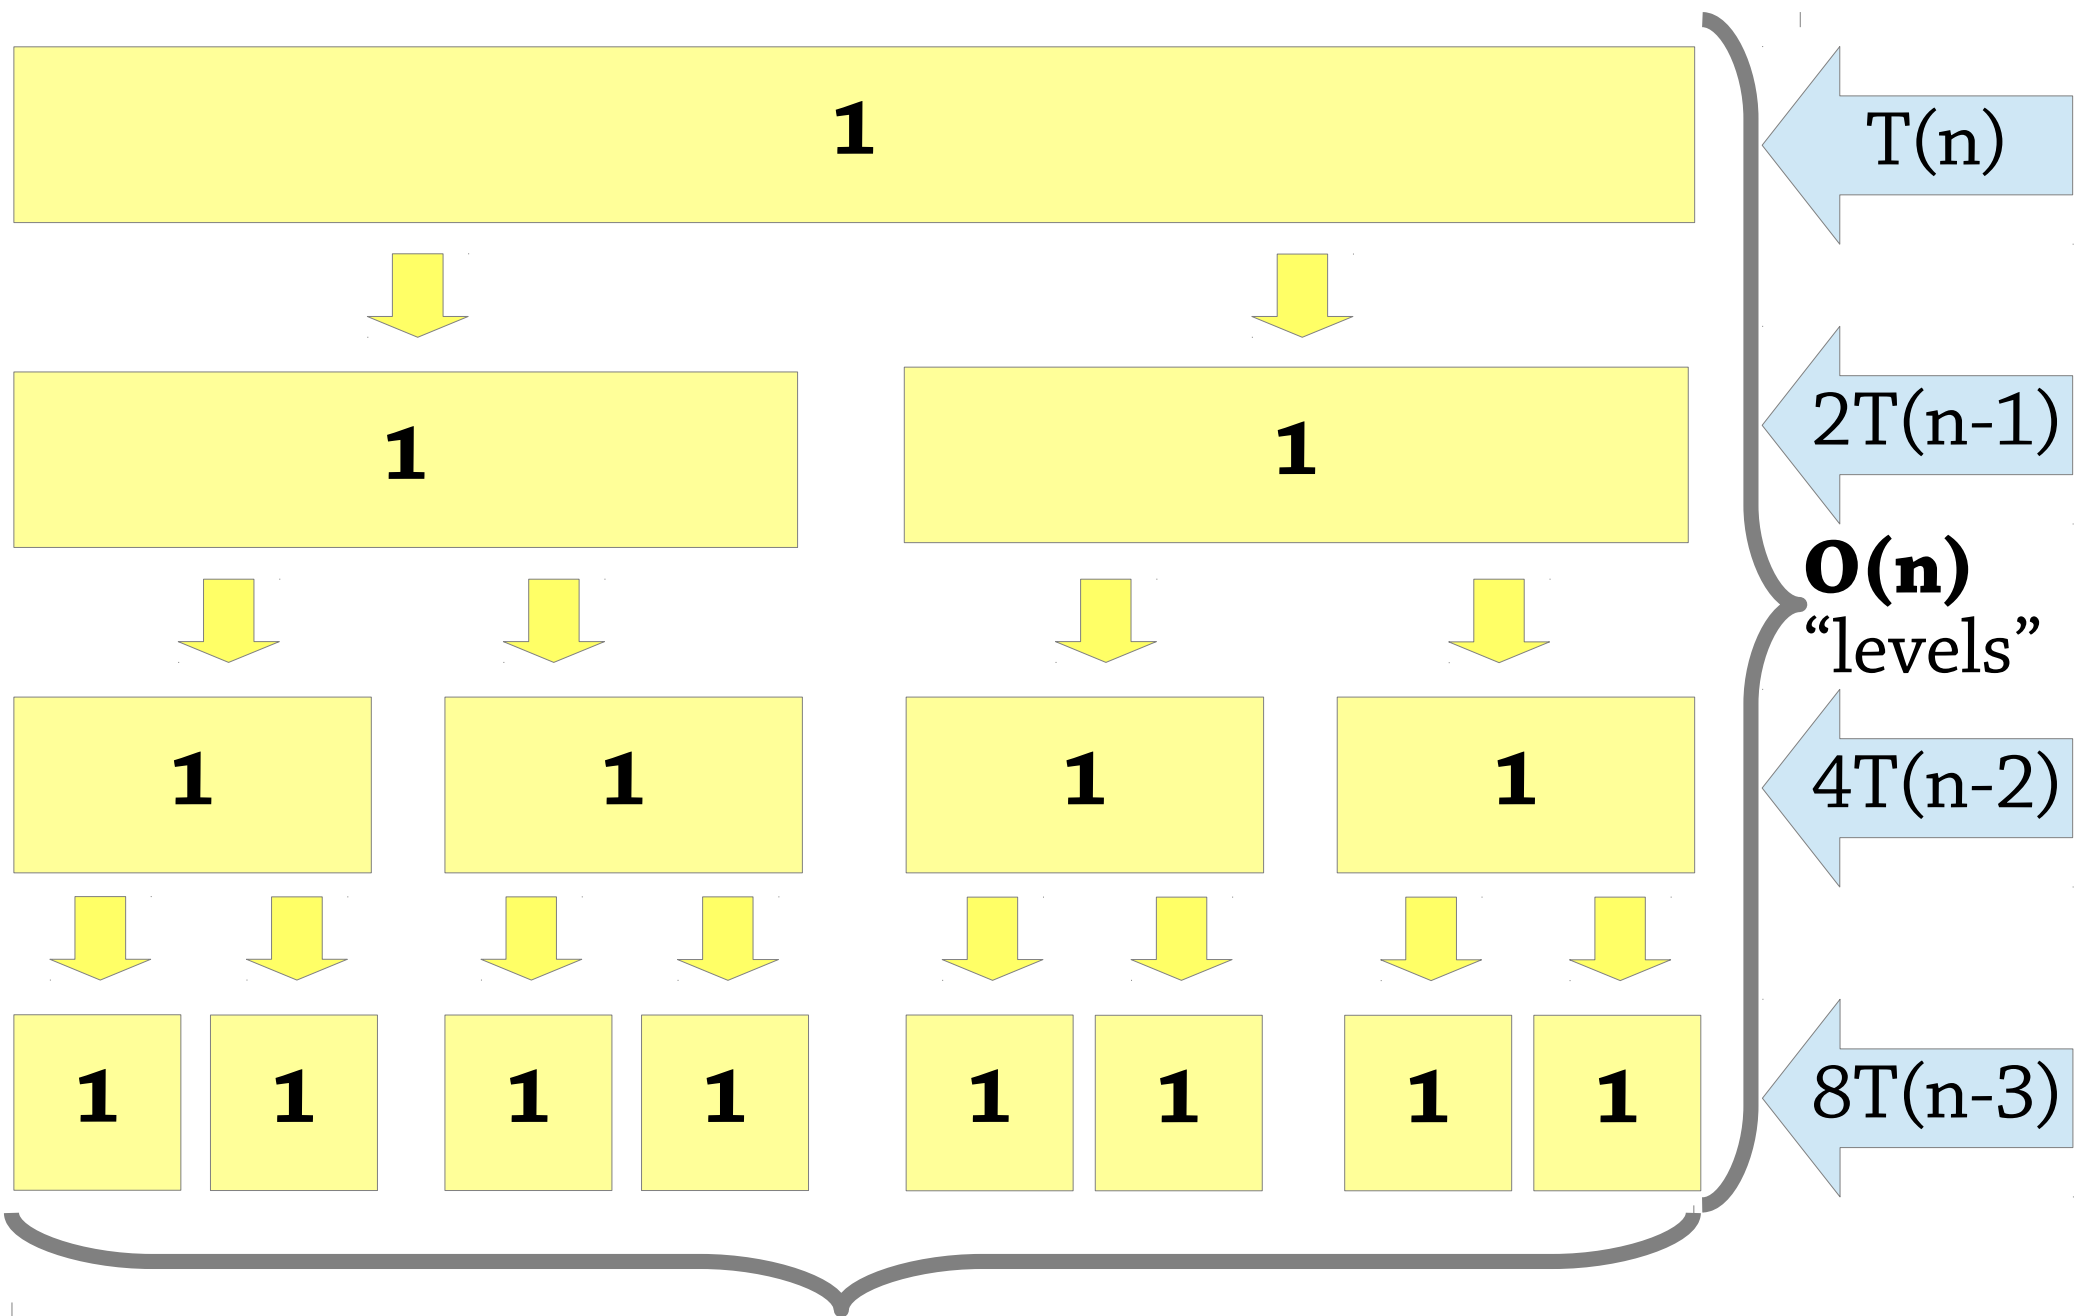 1
T(n)
1 1
2T(n-1)
O(n)
“levels”
1 1 1 1
4T(n-2)
1 1 1 1 1 1 1 1
8T(n-3)